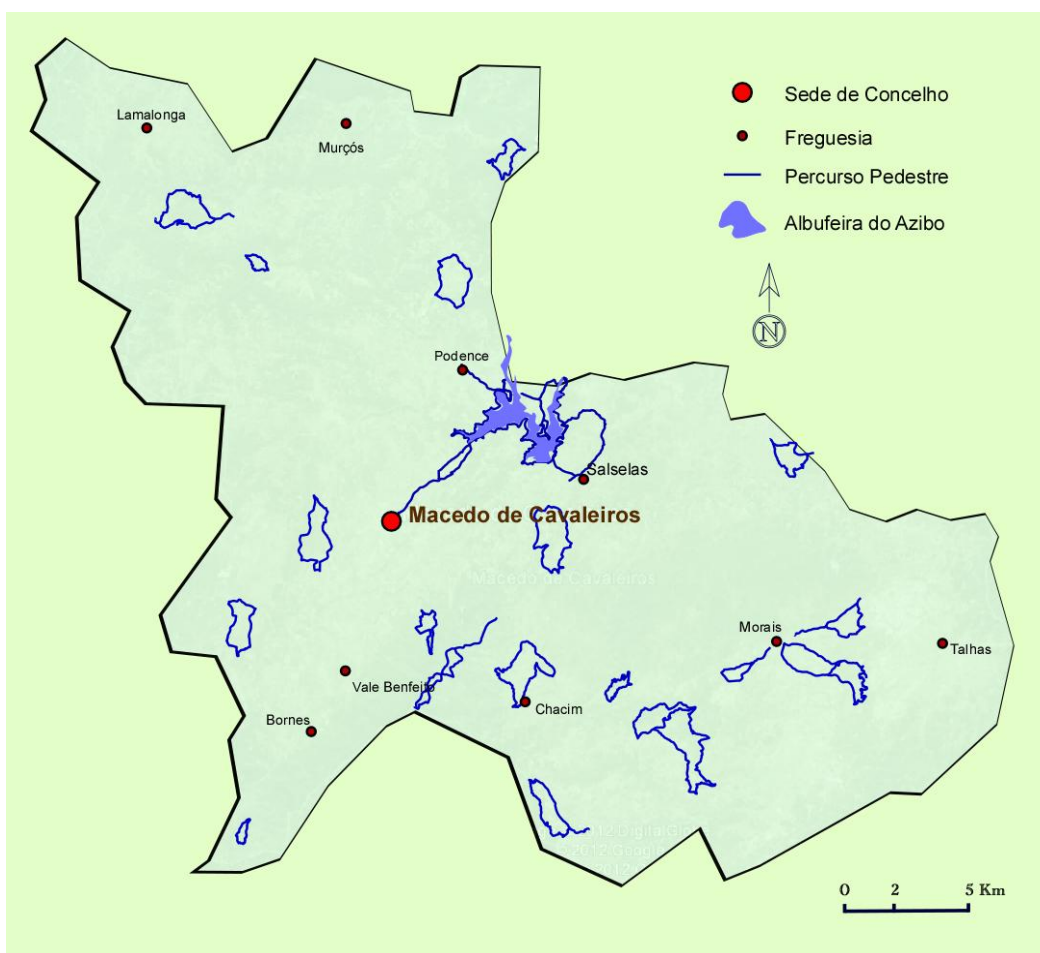 Lamalonga
Murçós
Sede de Concelho
Freguesia
Percurso Pedestre
Albufeira do Azibo
N
Podence
Salselas
Macedo de Cavaleiros
Macedo de Cavaleiros
Morais
Talhas
Vale Benfeito
Chacim
Bornes
2012 Google
0 2 5 Km